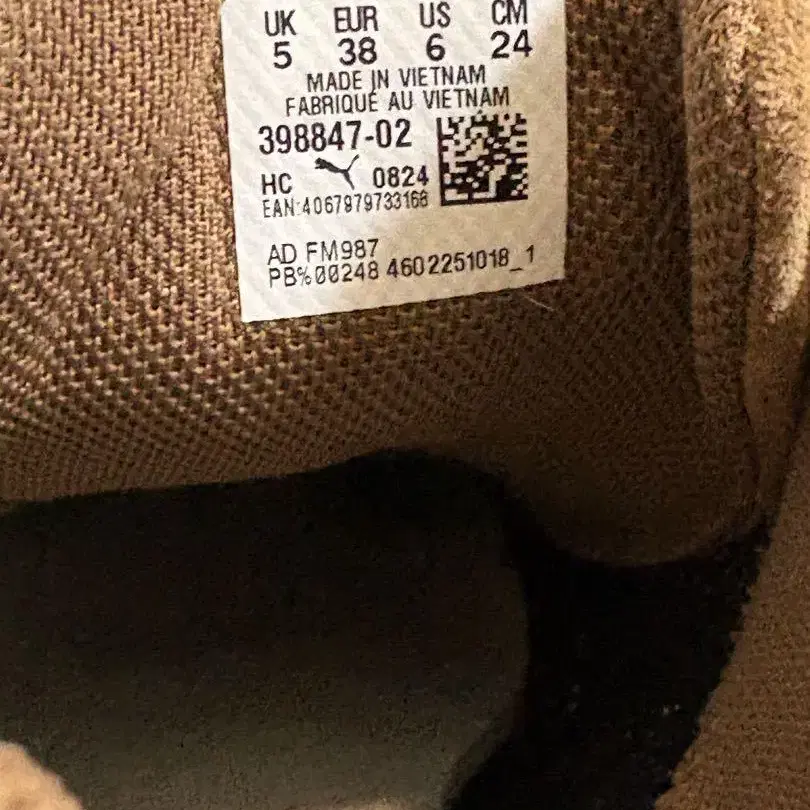 UK EUR US CM
5 38 6 24
MADE IN VIETNAM
FABRIQUÉ AU VIETNAM
398847-02
HC 0824
EAN:4067979733168
AD FM987
PB%00248 4602251018_1